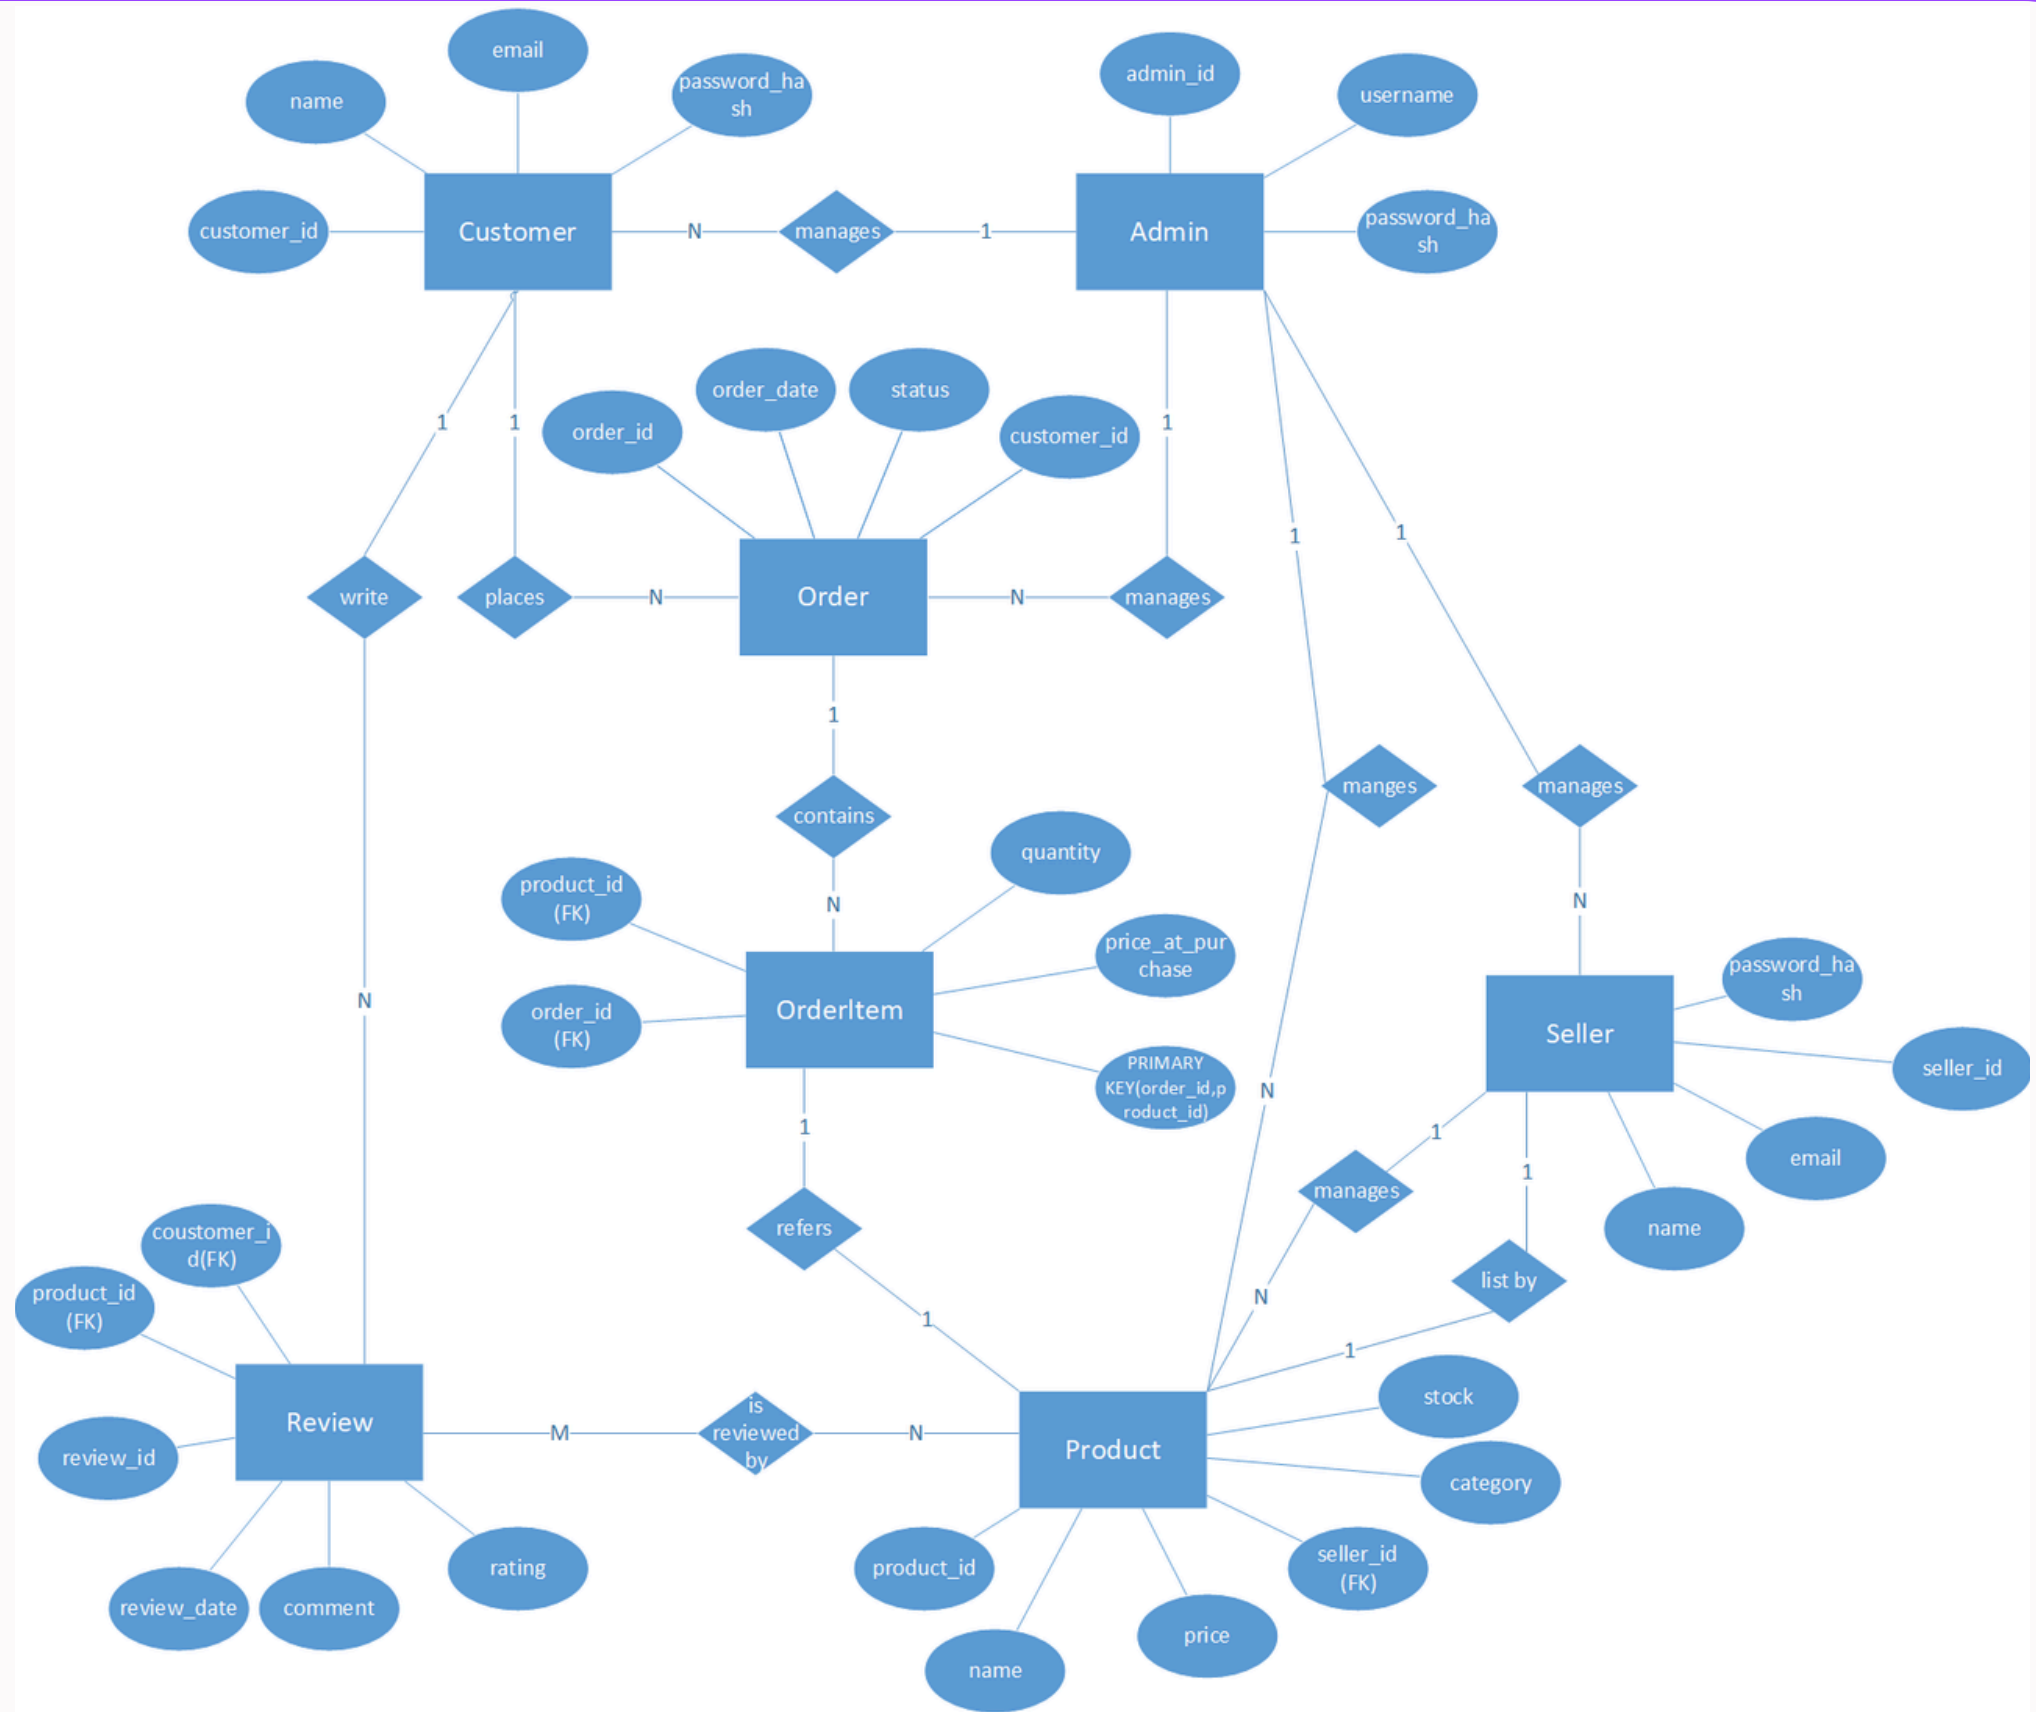 email
admin_id
password_ha
sh
username
name
password_ha
sh
customer_id
Customer
N
manages
1
Admin
order_date
status
order_id
customer_id
1
1
1
1
1
write
places
N
Order
N
manages
1
manges
manages
contains
quantity
product_id
(FK)
N
N
price_at_pur
chase
password_ha
sh
N
order_id
(FK)
OrderItem
Seller
seller_id
PRIMARY
KEY(order_id,p
roduct_id)
N
1
1
email
1
manages
refers
name
coustomer_i
d(FK)
list by
product_id
(FK)
N
1
1
Review
M
is
reviewed
by
N
Product
stock
review_id
category
rating
product_id
seller_id
(FK)
review_date
comment
price
name